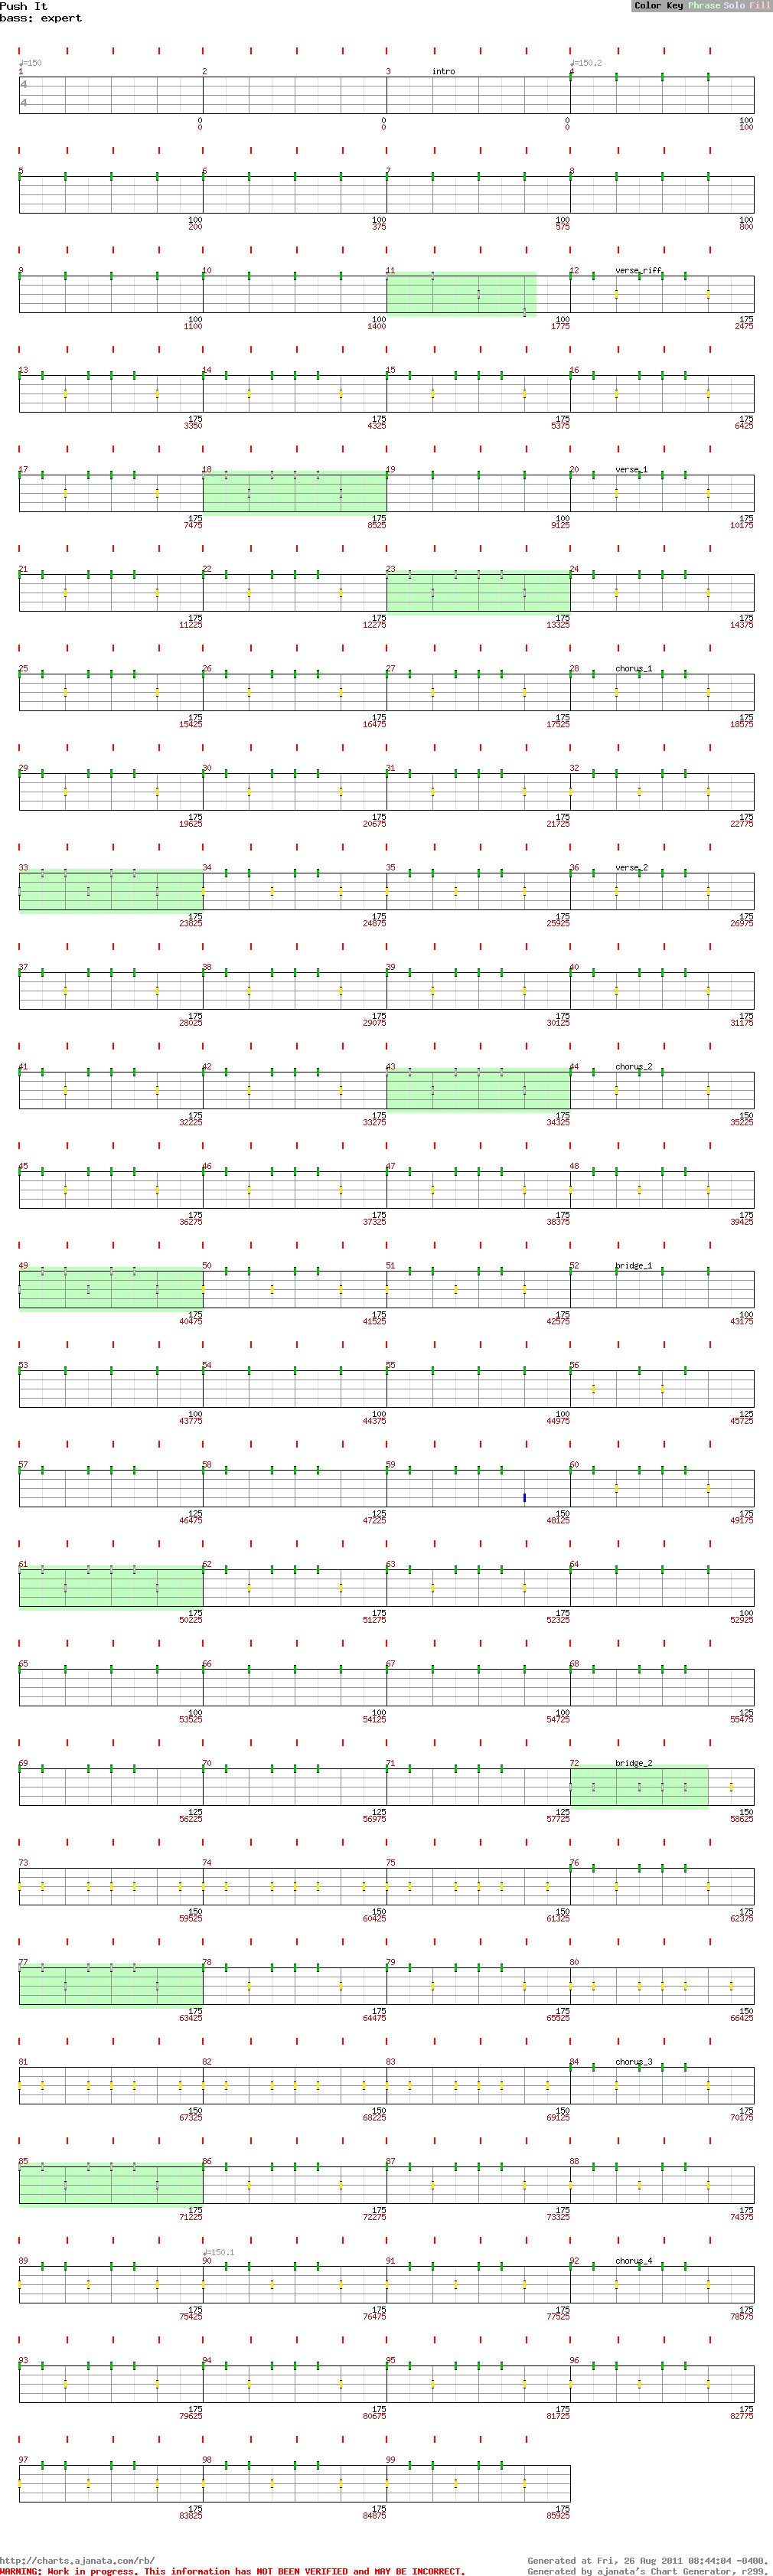 Push It
bass: expert
Color Key Phrase Solo Fill
♩=150 ♩=150.2
1 2 3 intro 4
4
4
0 0 0 100
0 0 0 100
5 6 7 8
100 100 100 100
200 375 575 800
9 10 11 12 verse_riff
100 100 100 175
1100 1400 1775 2475
13 14 15 16
175 175 175 175
3350 4325 5375 6425
17 18 19 20 verse_1
175 175 100 175
7475 8525 9125 10175
21 22 23 24
175 175 175 175
11225 12275 13325 14375
25 26 27 28 chorus_1
175 175 175 175
15425 16475 17525 18575
29 30 31 32
175 175 175 175
19625 20675 21725 22775
33 34 35 36 verse_2
175 175 175 175
23825 24875 25925 26975
37 38 39 40
175 175 175 175
28025 29075 30125 31175
41 42 43 44 chorus_2
175 175 175 150
32225 33275 34325 35225
45 46 47 48
175 175 175 175
36275 37325 38375 39425
49 50 51 52 bridge_1
175 175 175 100
40475 41525 42575 43175
53 54 55 56
100 100 100 125
43775 44375 44975 45725
57 58 59 60
125 125 150 175
46475 47225 48125 49175
61 62 63 64
175 175 175 100
50225 51275 52325 52925
65 66 67 68
100 100 100 125
53525 54125 54725 55475
69 70 71 72 bridge_2
125 125 125 150
56225 56975 57725 58625
73 74 75 76
150 150 150 175
59525 60425 61325 62375
77 78 79 80
175 175 175 150
63425 64475 65525 66425
81 82 83 84 chorus_3
150 150 150 175
67325 68225 69125 70175
85 86 87 88
175 175 175 175
71225 72275 73325 74375
♩=150.1
89 90 91 92 chorus_4
175 175 175 175
75425 76475 77525 78575
93 94 95 96
175 175 175 175
79625 80675 81725 82775
97 98 99
175 175 175
83825 84875 85925
http://charts.ajanata.com/rb/ Generated at Fri, 26 Aug 2011 08:44:04 -0400.
WARNING: Work in progress. This information has NOT BEEN VERIFIED and MAY BE INCORRECT. Generated by ajanata's Chart Generator, r299.